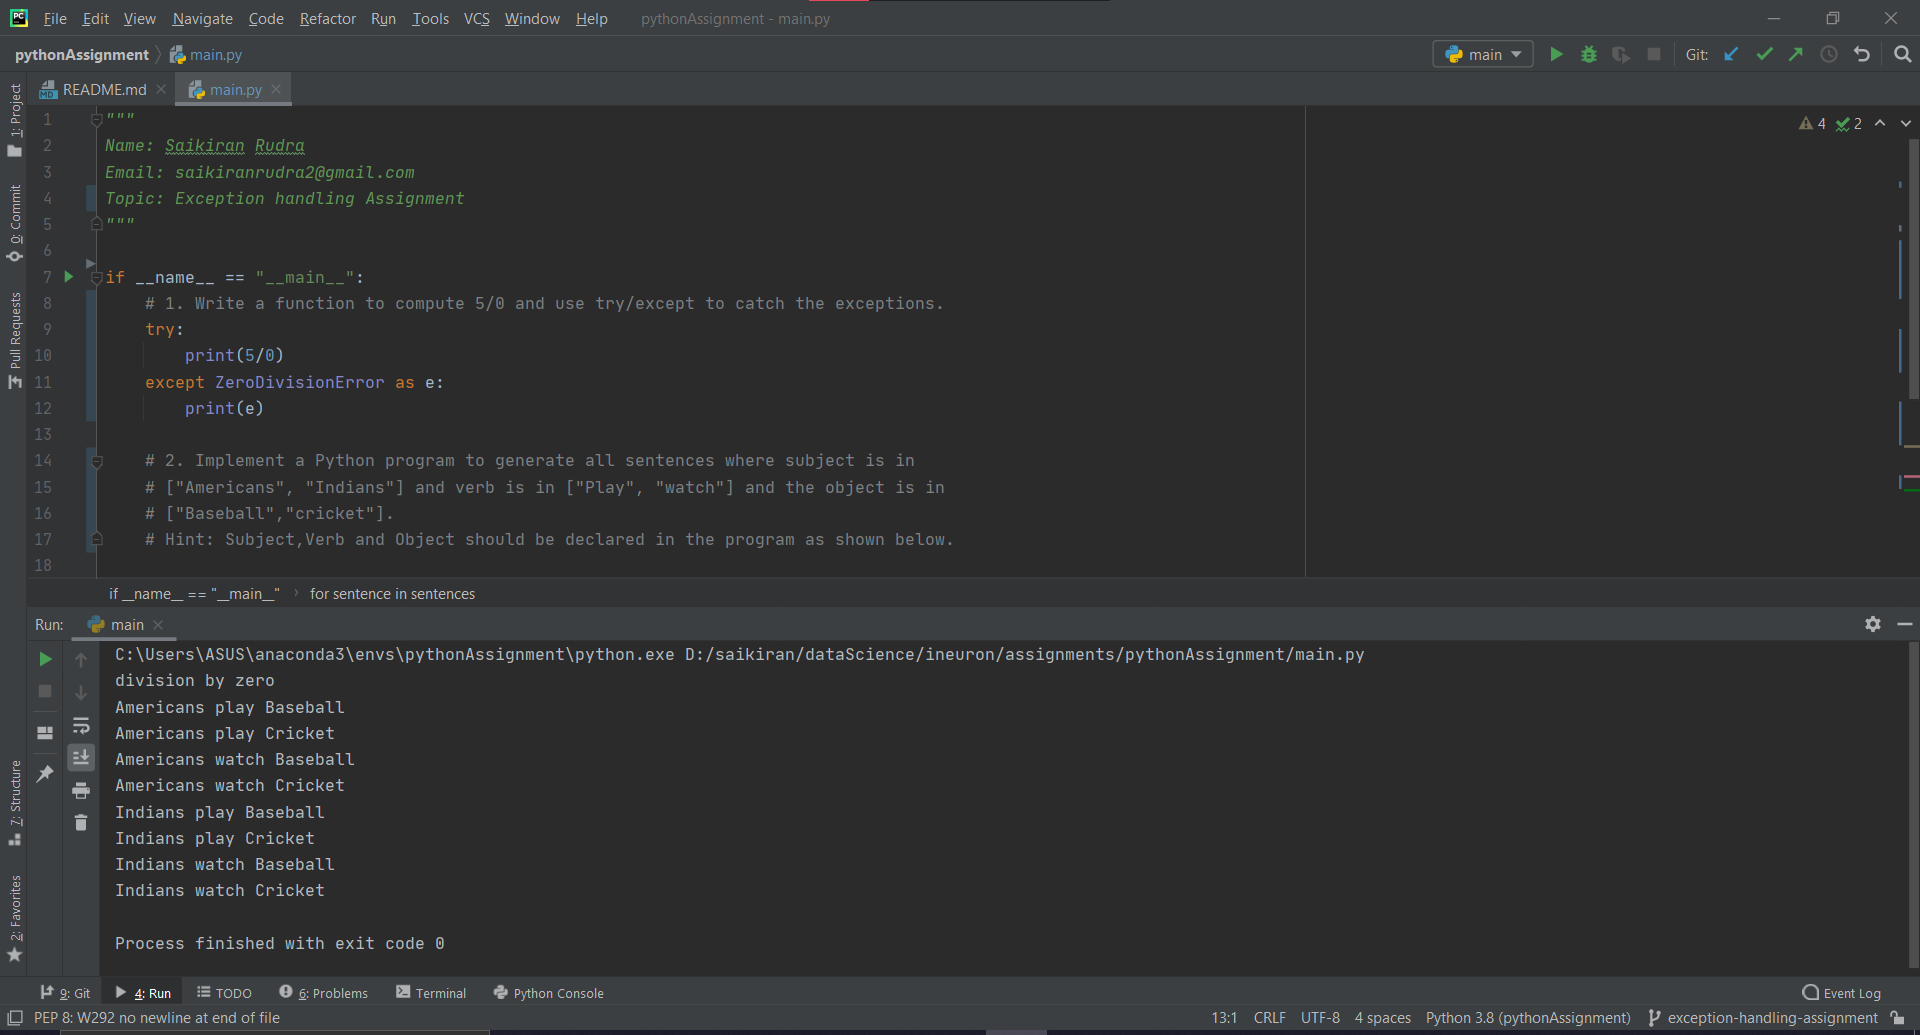 PC File Edit View Navigate Code Refactor Run Tools VCS Window Help pythonAssignment - main.py
pythonAssignment main.py main Git:
README.md main.py
1: Project
0: Commit
Pull Requests
7: Structure
2: Favorites
4 2
1 """
2 Name: Saikiran Rudra
3 Email: saikiranrudra2@gmail.com
4 Topic: Exception handling Assignment
5 """
6
7 if __name__ == "__main__":
8 # 1. Write a function to compute 5/0 and use try/except to catch the exceptions.
9 try:
10 print(5/0)
11 except ZeroDivisionError as e:
12 print(e)
13
14 # 2. Implement a Python program to generate all sentences where subject is in
15 # ["Americans", "Indians"] and verb is in ["Play", "watch"] and the object is in
16 # ["Baseball","cricket"].
17 # Hint: Subject,Verb and Object should be declared in the program as shown below.
18
if __name__ == "__main__" › for sentence in sentences
Run: main
C:\Users\ASUS\anaconda3\envs\pythonAssignment\python.exe D:/saikiran/dataScience/ineuron/assignments/pythonAssignment/main.py
division by zero
Americans play Baseball
Americans play Cricket
Americans watch Baseball
Americans watch Cricket
Indians play Baseball
Indians play Cricket
Indians watch Baseball
Indians watch Cricket
Process finished with exit code 0
9: Git 4: Run TODO 6: Problems Terminal Python Console Event Log
PEP 8: W292 no newline at end of file 13:1 CRLF UTF-8 4 spaces Python 3.8 (pythonAssignment) exception-handling-assignment